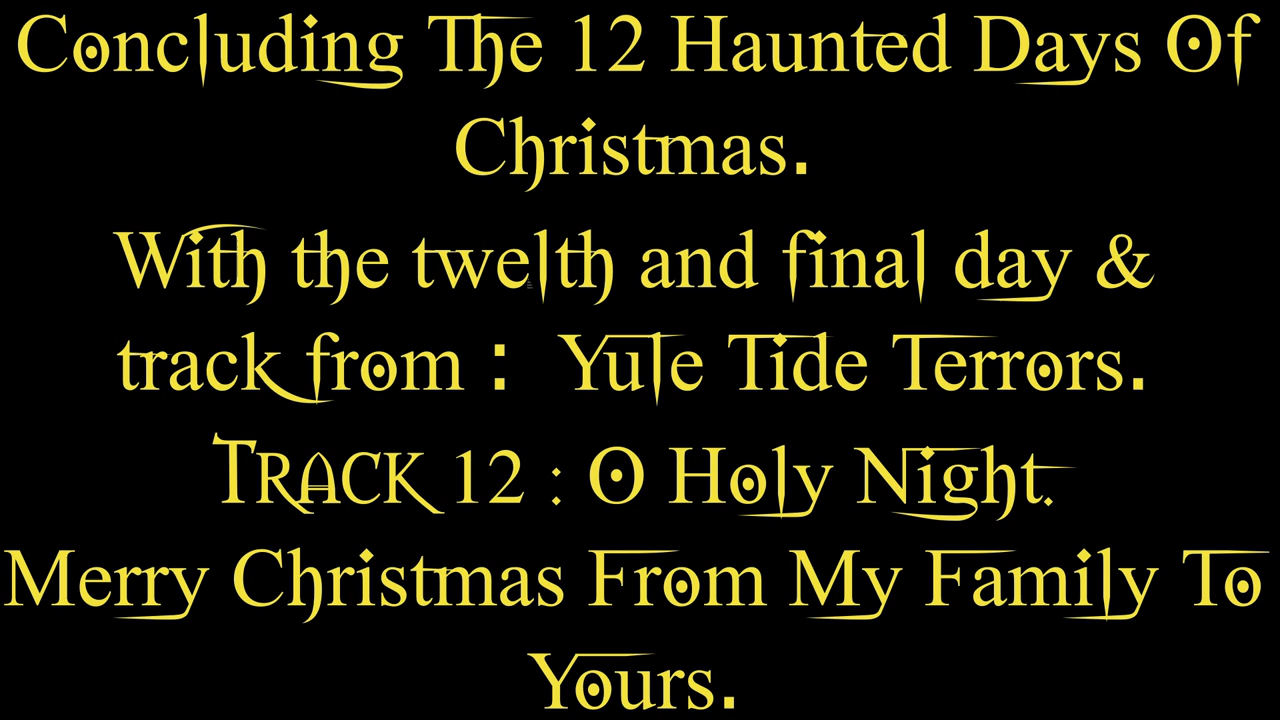 Concluding The 12 Haunted Days Of
Christmas.
With the twelth and final day &
track from : Yule Tide Terrors.
TRACK 12 : O Holy Night.
Merry Christmas From My Family To
Yours.